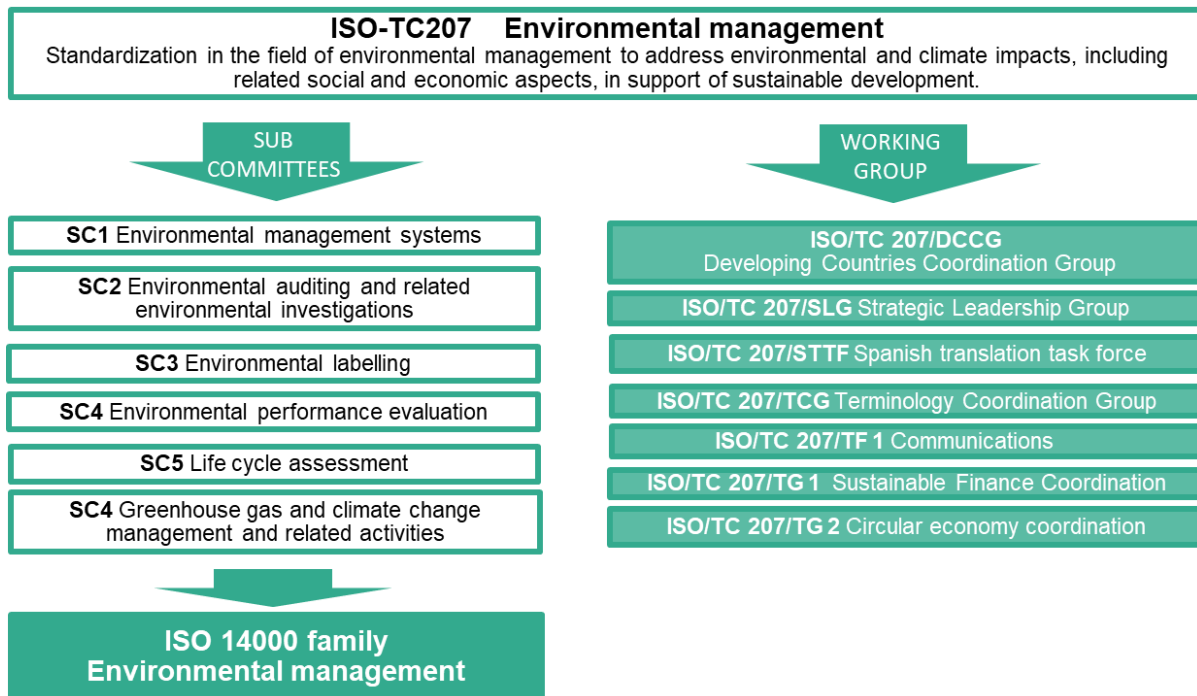 ISO-TC207 Environmental management
Standardization in the field of environmental management to address environmental and climate impacts, including
related social and economic aspects, in support of sustainable development.
SUB
COMMITTEES
SC1 Environmental management systems
SC2 Environmental auditing and related
environmental investigations
SC3 Environmental labelling
SC4 Environmental performance evaluation
SC5 Life cycle assessment
SC4 Greenhouse gas and climate change
management and related activities
ISO 14000 family
Environmental management
WORKING
GROUP
ISO/TC 207/DCCG
Developing Countries Coordination Group
ISO/TC 207/SLG Strategic Leadership Group
ISO/TC 207/STTF Spanish translation task force
ISO/TC 207/TCG Terminology Coordination Group
ISO/TC 207/TF 1 Communications
ISO/TC 207/TG 1 Sustainable Finance Coordination
ISO/TC 207/TG 2 Circular economy coordination